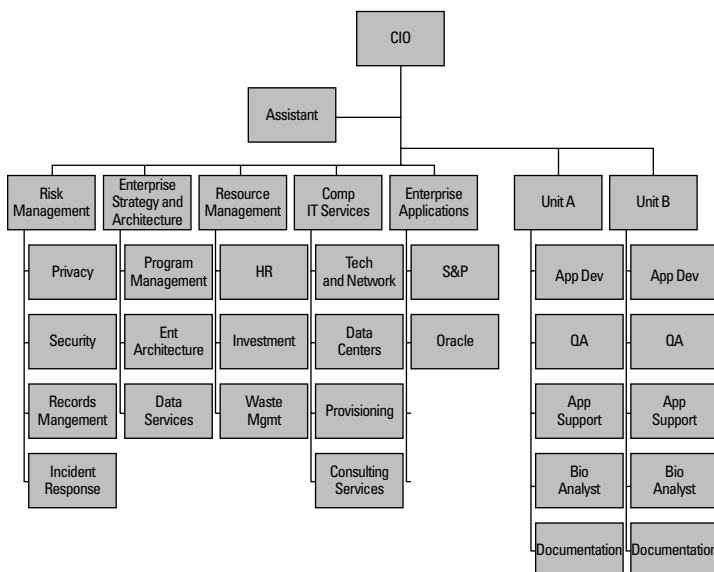 CIO
Assistant
Risk
Management
Enterprise
Strategy and
Architecture
Resource
Management
Comp
IT Services
Enterprise
Applications
Unit A
Unit B
Privacy
Program
Management
HR
Tech
and Network
S&P
App Dev
App Dev
Security
Ent
Architecture
Investment
Data
Centers
Oracle
QA
QA
Records
Mangement
Data
Services
Waste
Mgmt
Provisioning
App
Support
App
Support
Incident
Response
Consulting
Services
Bio
Analyst
Bio
Analyst
Documentation
Documentation